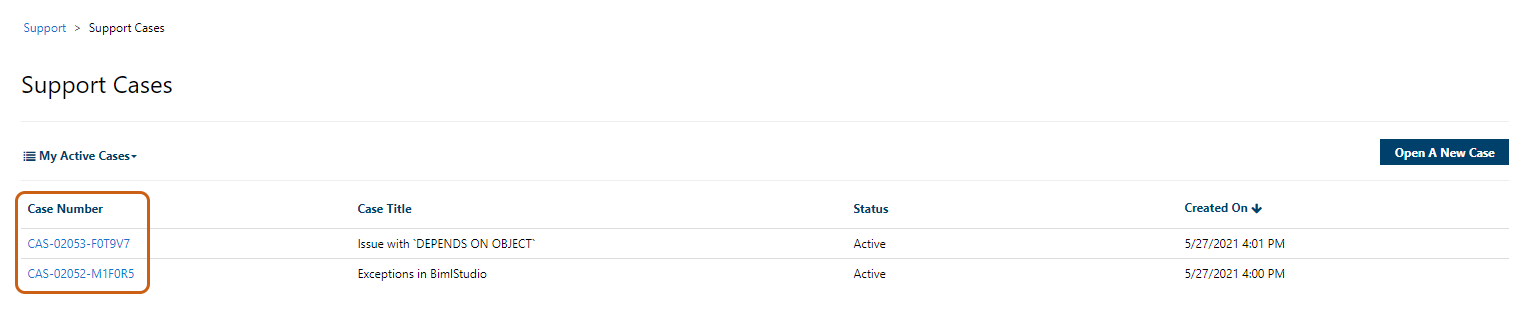 Support > Support Cases
Support Cases
My Active Cases
Open A New Case
Case Number Case Title Status Created On
CAS-02053-F0T9V7 Issue with `DEPENDS ON OBJECT` Active 5/27/2021 4:01 PM
CAS-02052-M1F0R5 Exceptions in BimlStudio Active 5/27/2021 4:00 PM